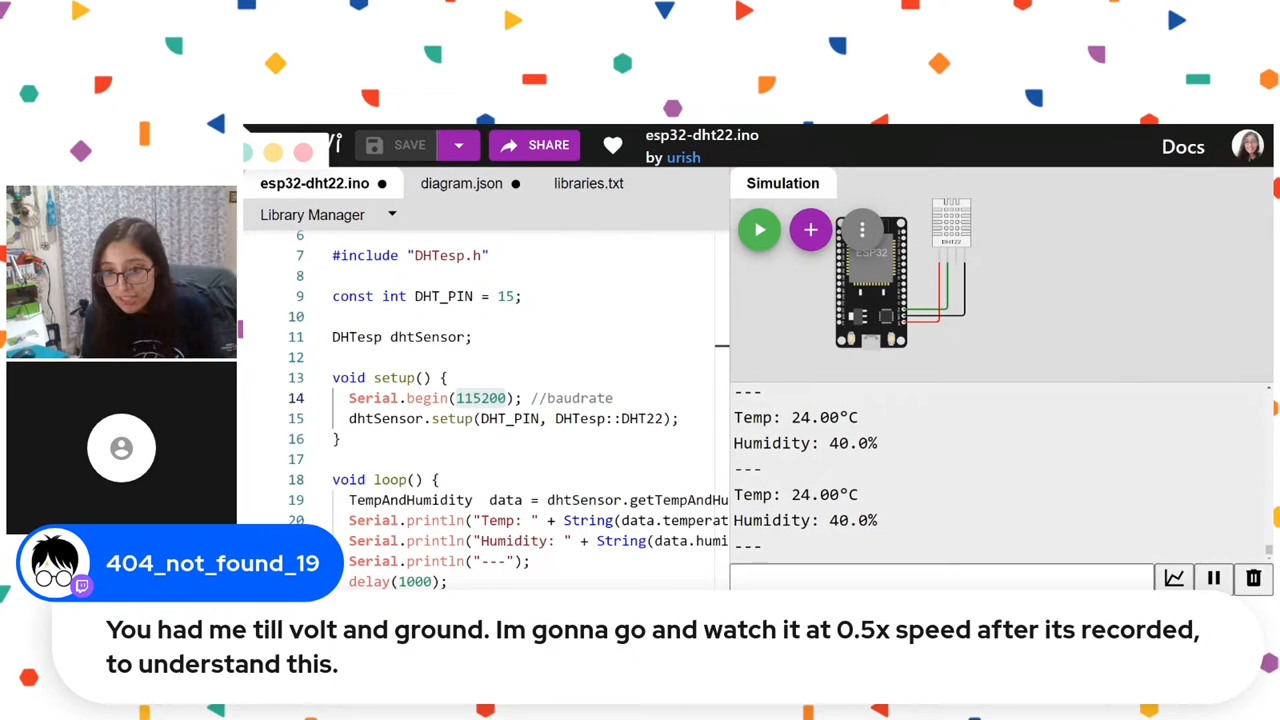 SAVE
SHARE
esp32-dht22.ino
by urish
Docs
esp32-dht22.ino
diagram.json
libraries.txt
Simulation
Library Manager
6
7 #include "DHTesp.h"
8
9 const int DHT_PIN = 15;
10
11 DHTesp dhtSensor;
12
13 void setup() {
14 Serial.begin(115200); //baudrate
15 dhtSensor.setup(DHT_PIN, DHTesp::DHT22);
16 }
17
18 void loop() {
19 TempAndHumidity data = dhtSensor.getTempAndHu
20 Serial.println("Temp: " + String(data.temperat
Serial.println("Humidity: " + String(data.humi
Serial.println("---");
delay(1000);
ESP32
DHT22
---
Temp: 24.00°C
Humidity: 40.0%
---
Temp: 24.00°C
Humidity: 40.0%
---
404_not_found_19
You had me till volt and ground. Im gonna go and watch it at 0.5x speed after its recorded,
to understand this.